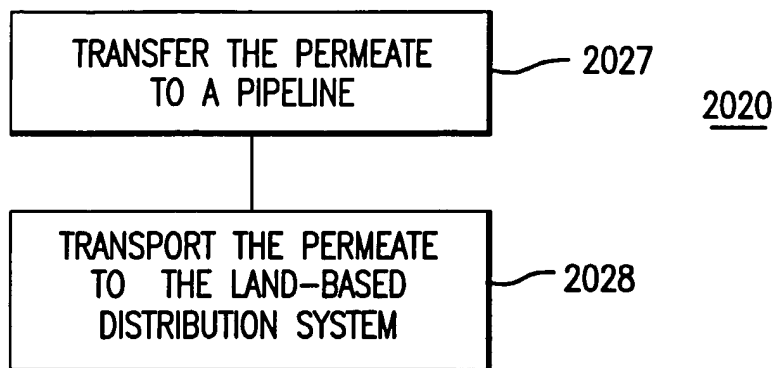 TRANSFER THE PERMEATE
TO A PIPELINE
2027
2020
TRANSPORT THE PERMEATE
TO THE LAND-BASED
DISTRIBUTION SYSTEM
2028